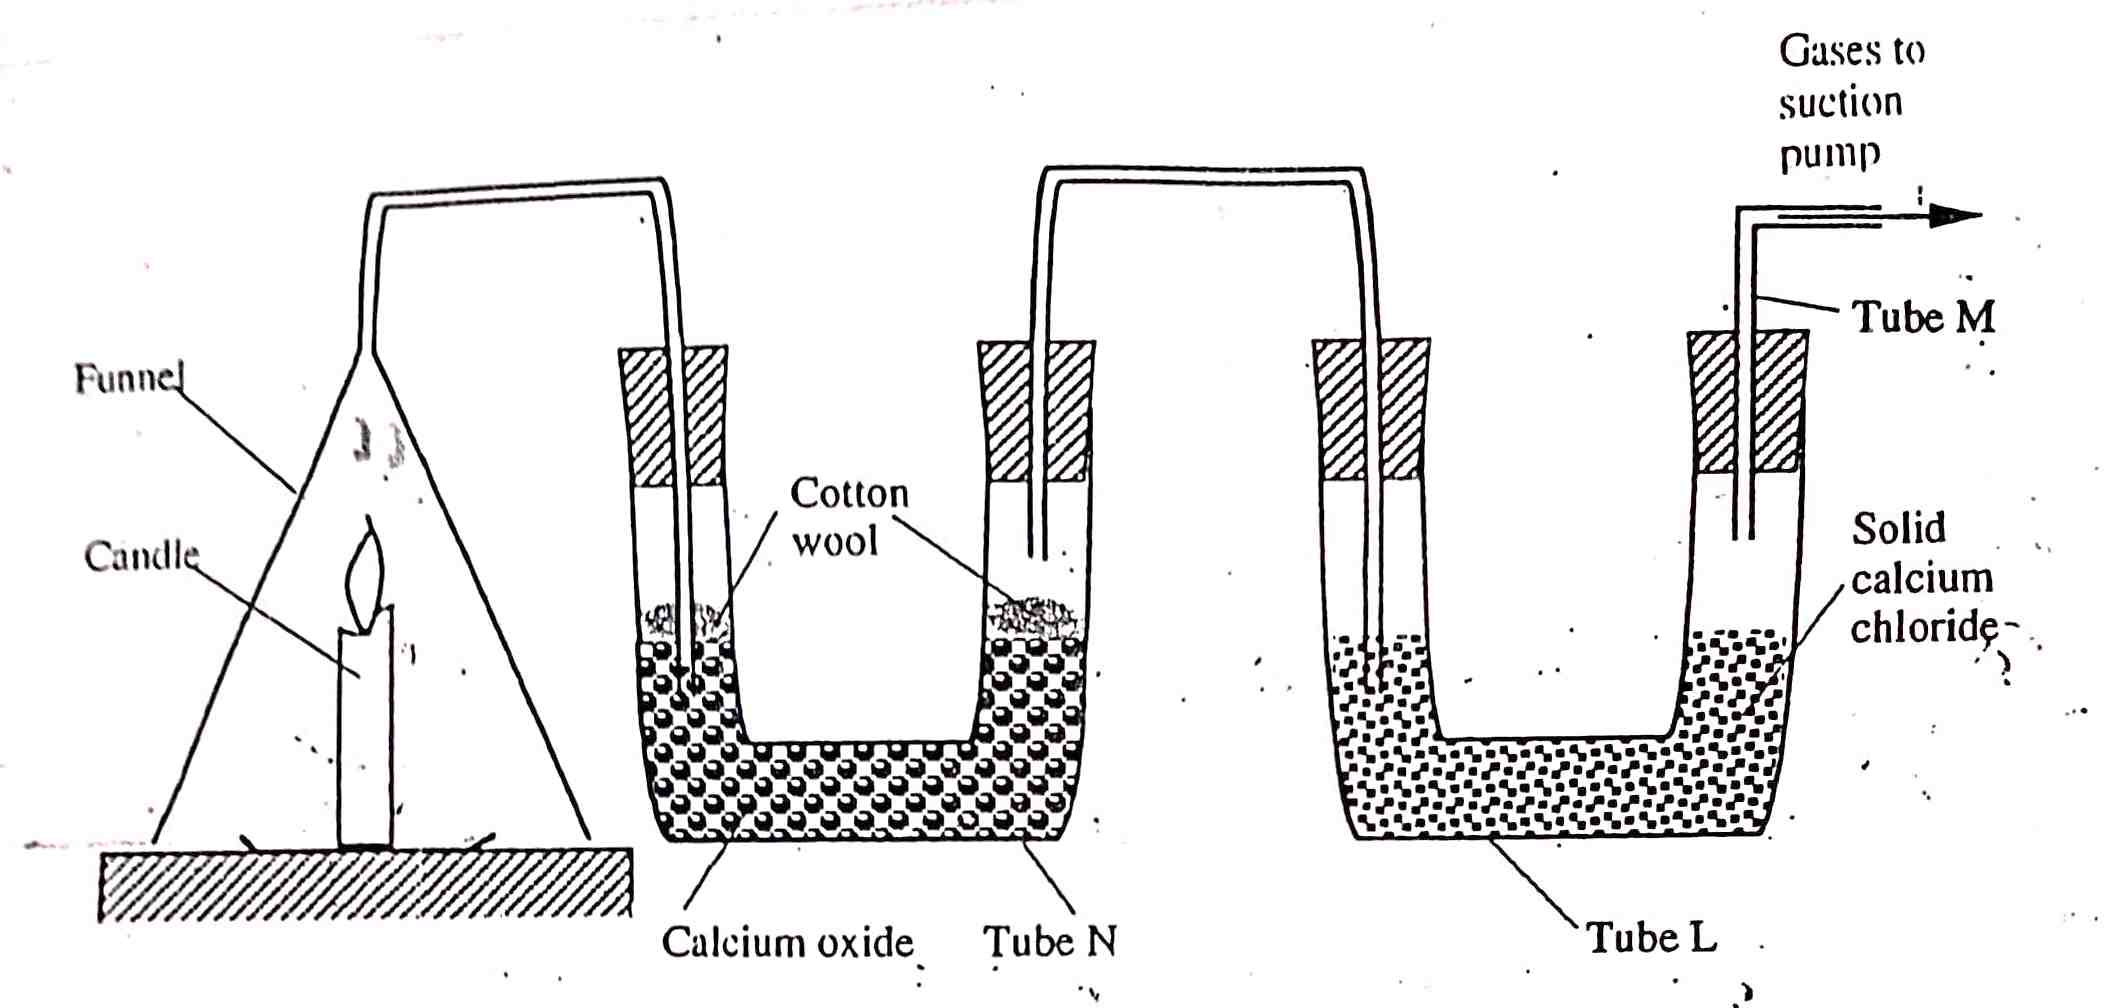 Gases to
suction
pump
Tube M
Funnel
Cotton
wool
Solid
calcium
chloride
Candle
Calcium oxide
Tube N
Tube L